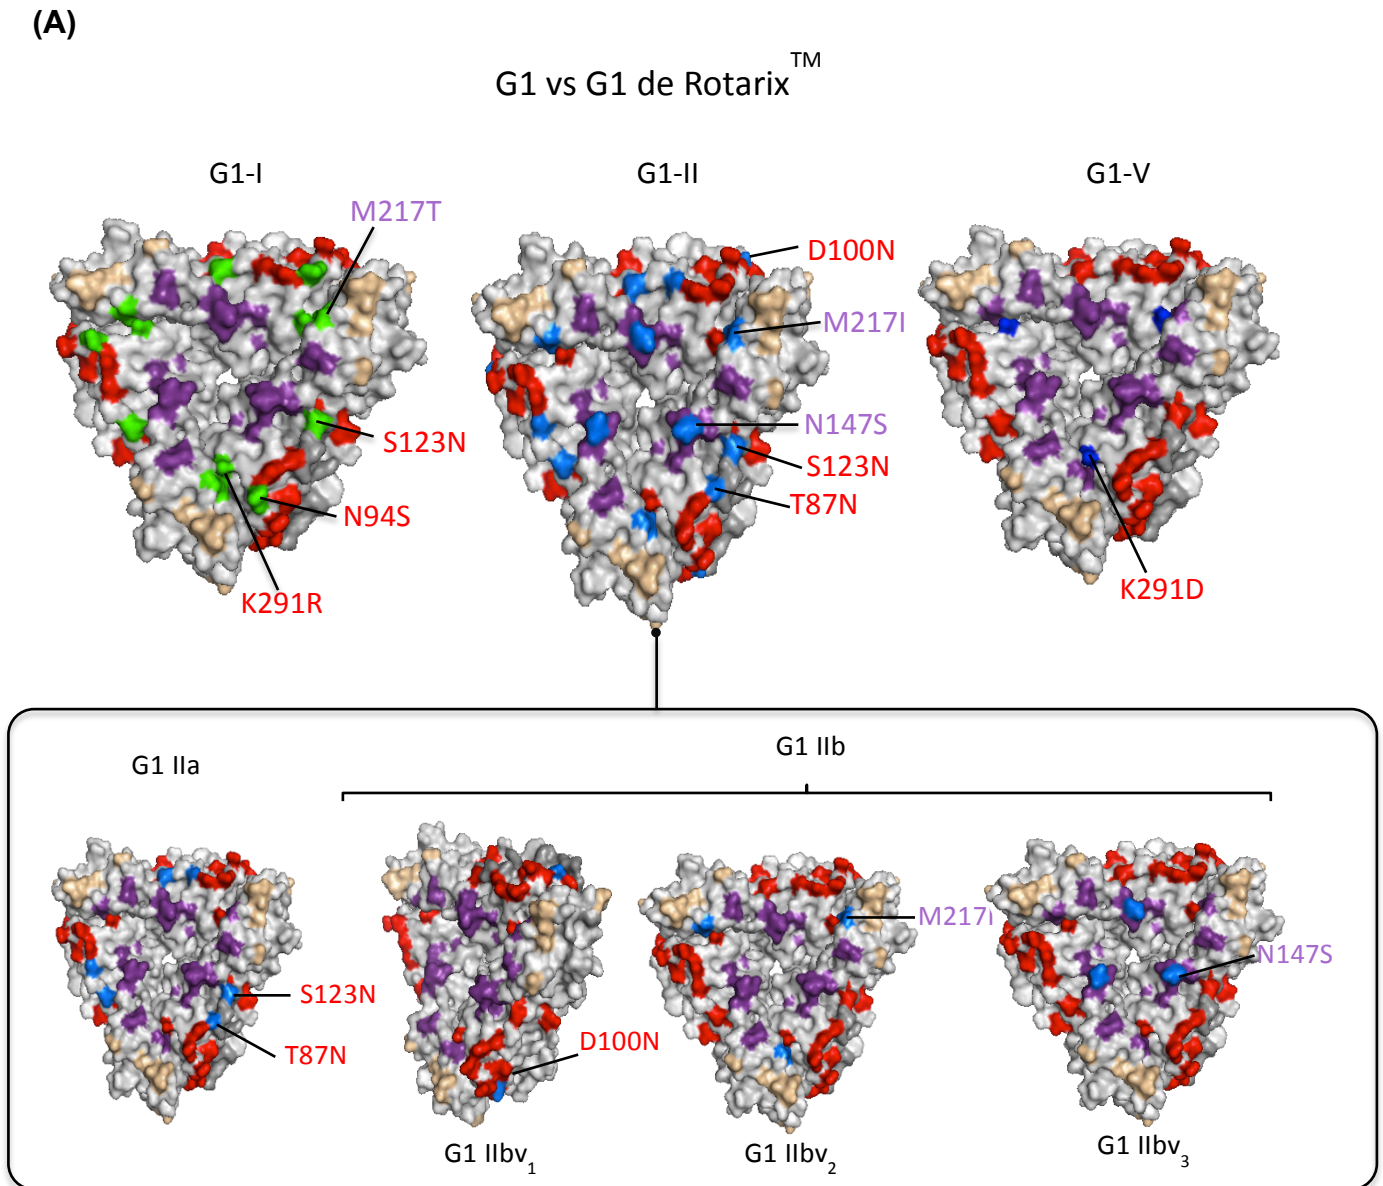 (A)
G1 vs G1 de Rotarix™
G1-I
G1-II
G1-V
M217T
S123N
N94S
K291R
D100N
M217I
N147S
S123N
T87N
K291D
G1 IIa
G1 IIb
S123N
T87N
D100N
M217I
N147S
G1 IIbv₁
G1 IIbv₂
G1 IIbv₃